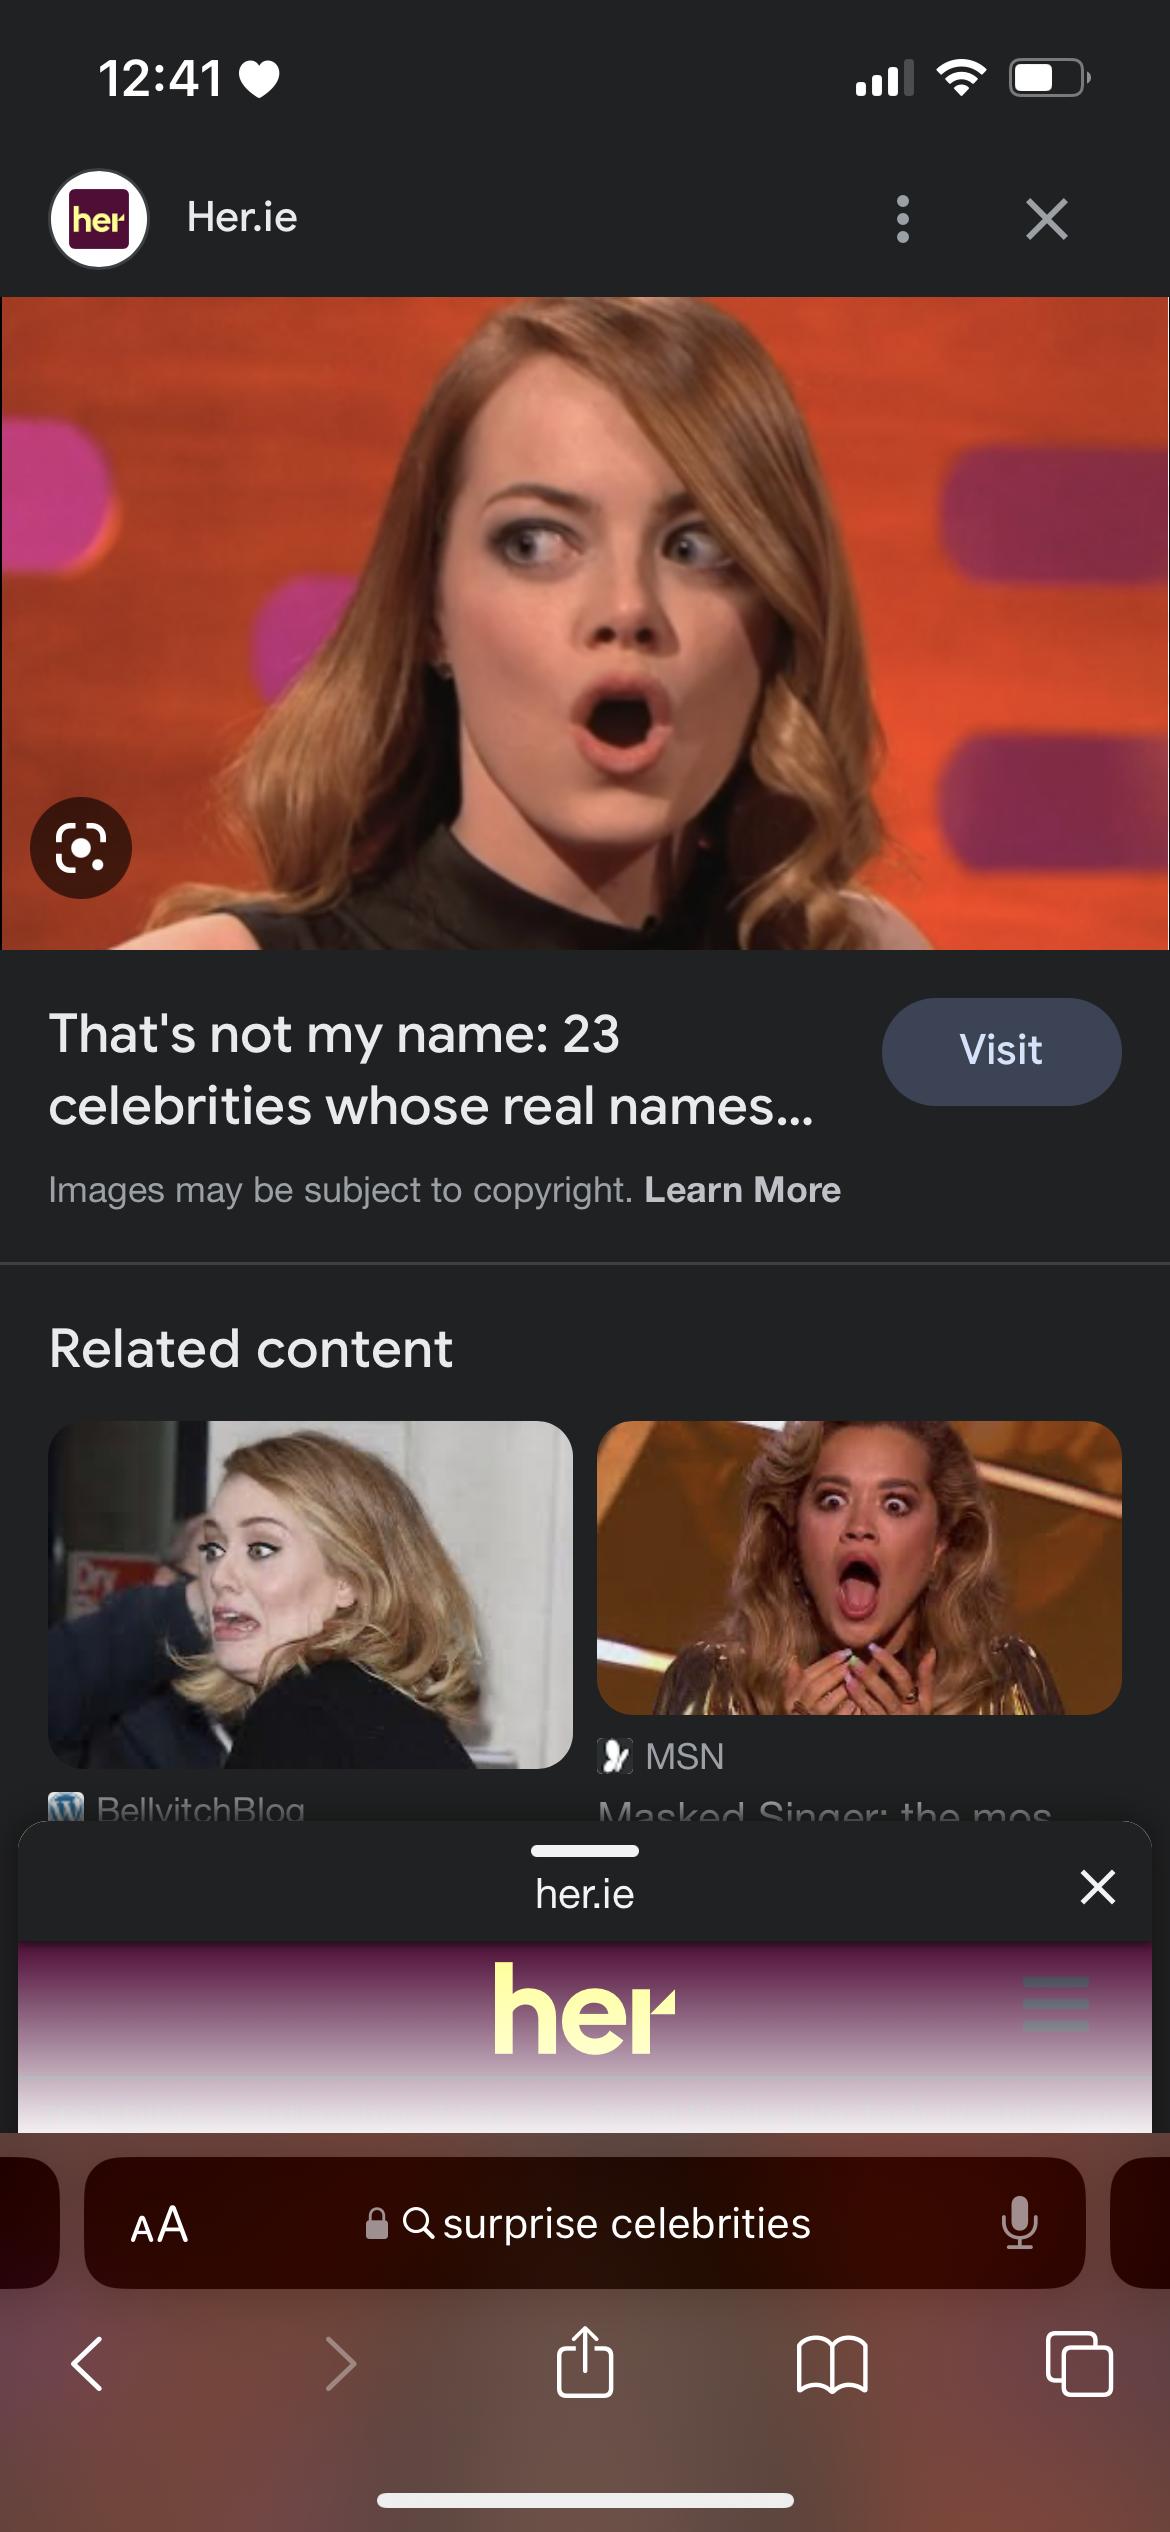 12:41
her
Her.ie
That's not my name: 23
celebrities whose real names...
Visit
Images may be subject to copyright. Learn More
Related content
MSN
BellyitchBlog
Masked Singer: the mos
her.ie
her
AA
surprise celebrities